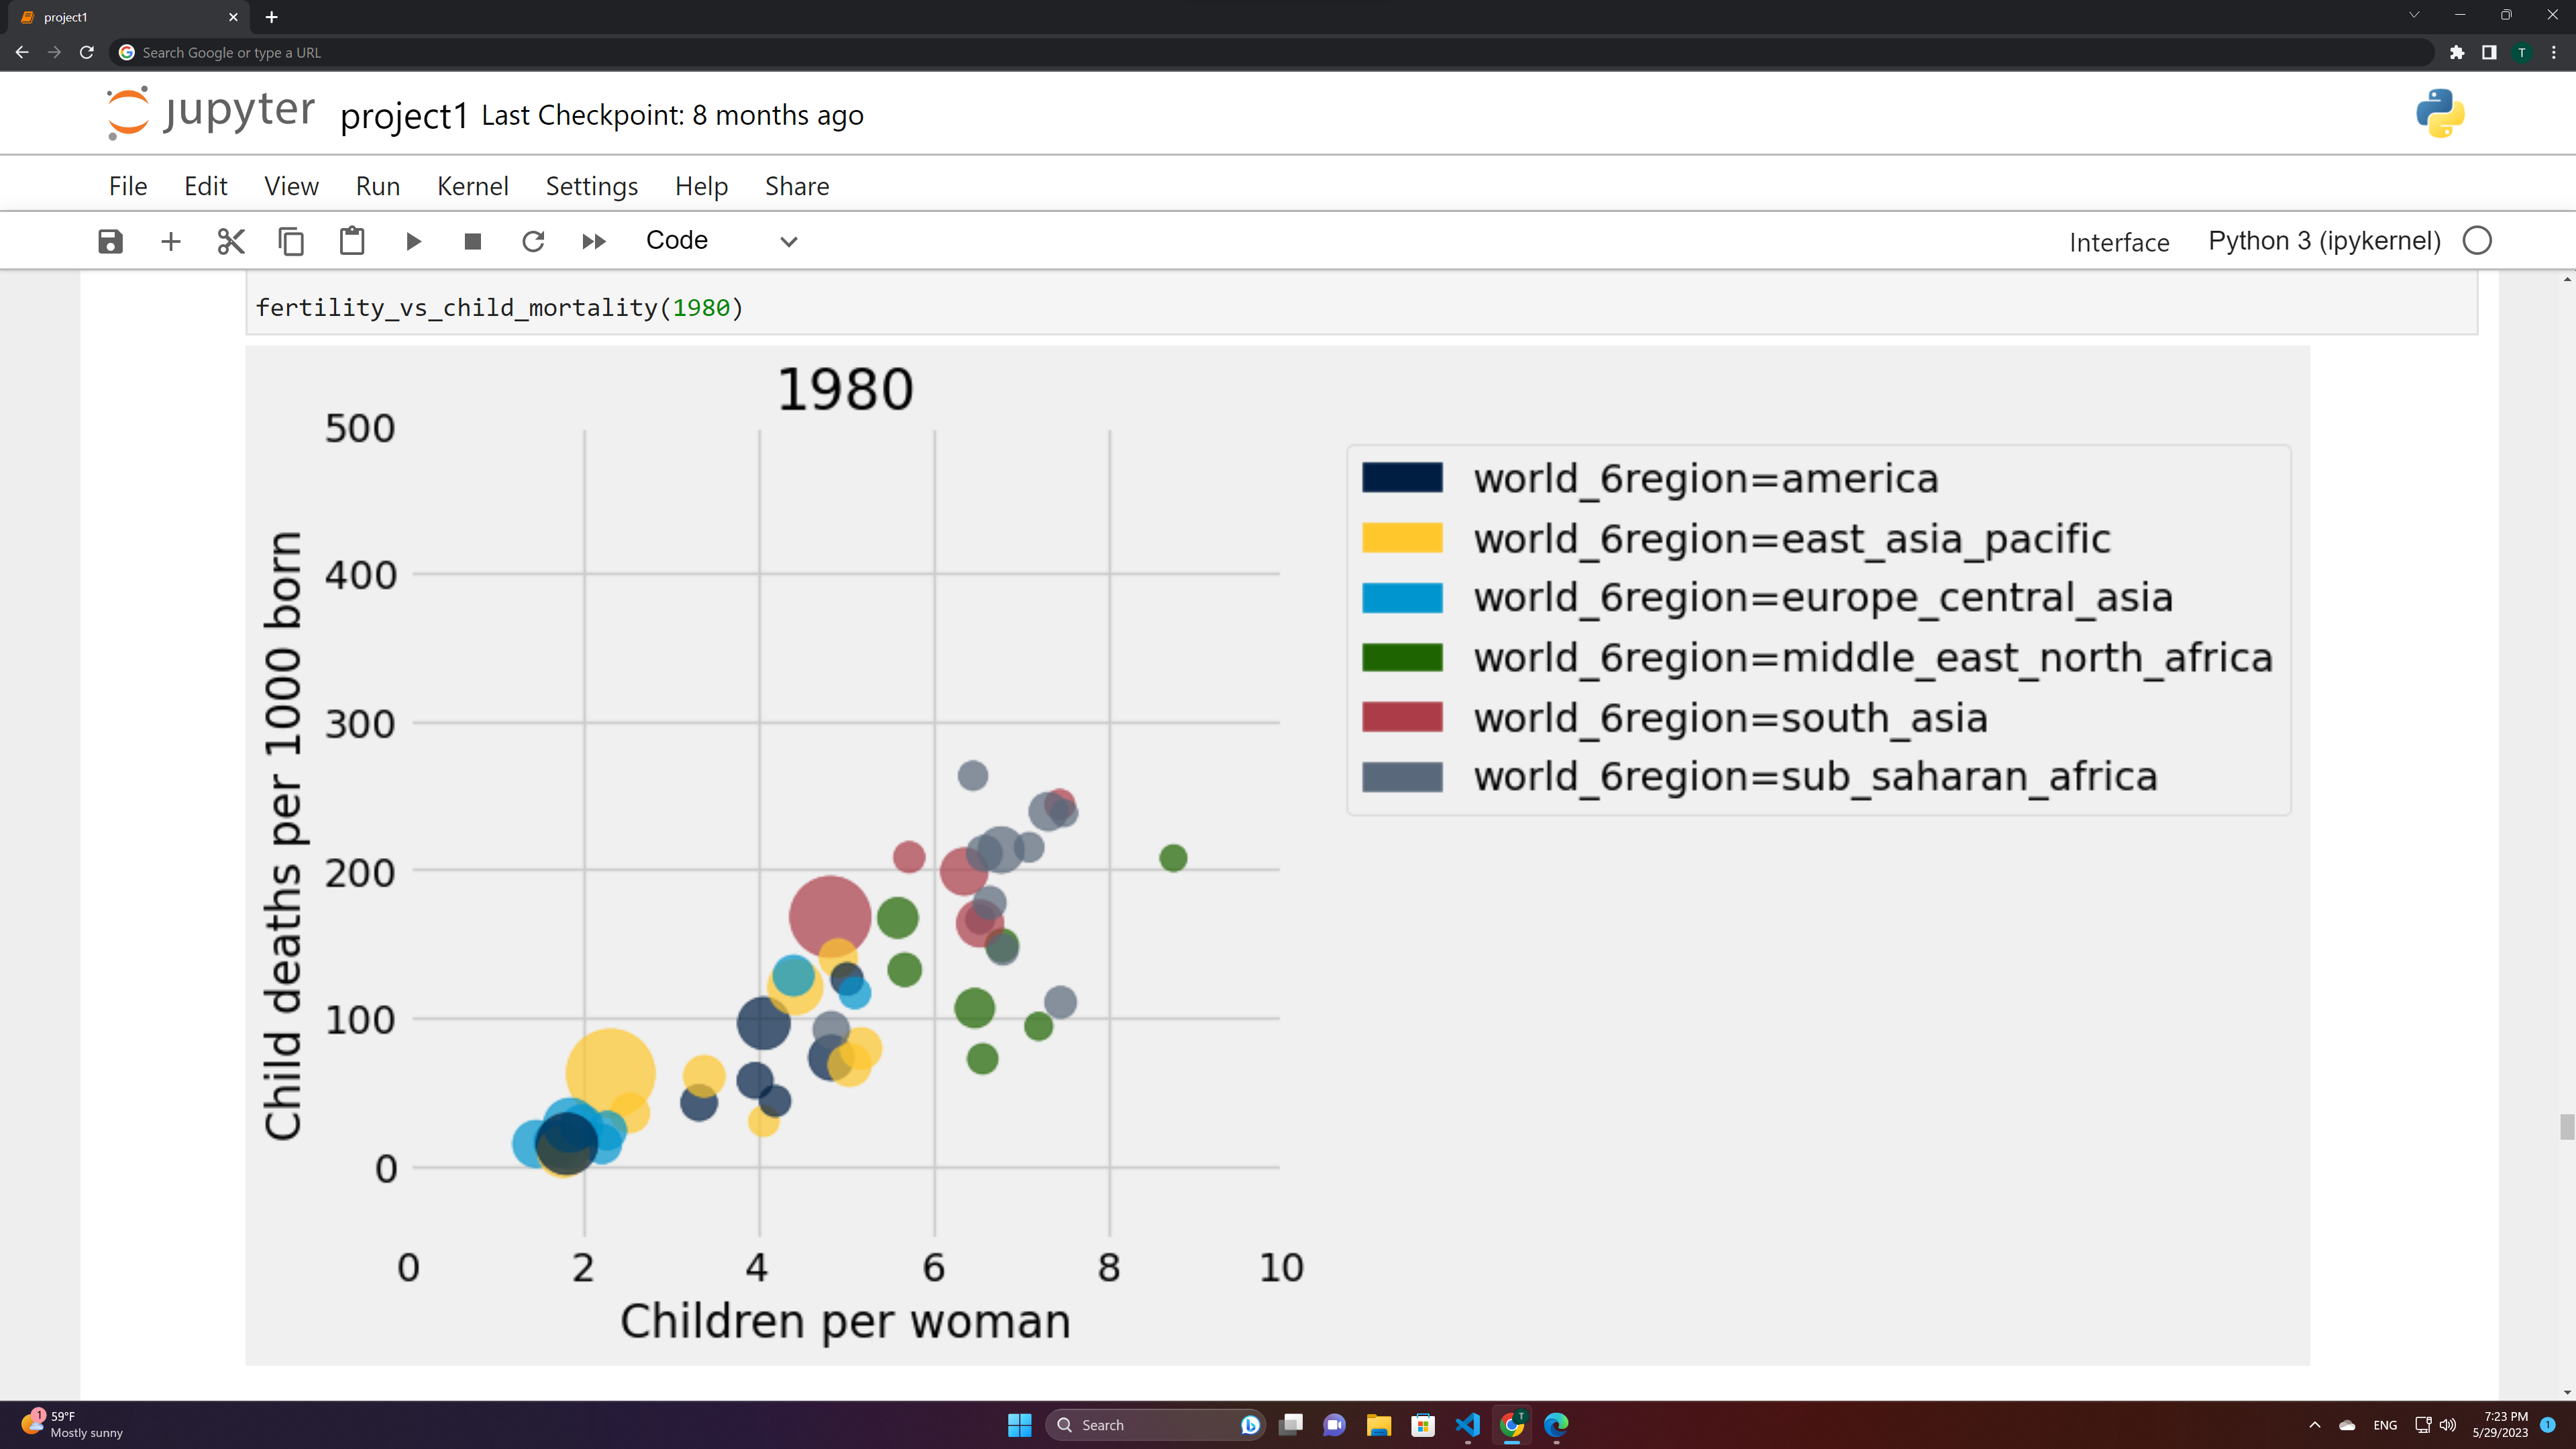 project1
Search Google or type a URL
T
jupyter project1 Last Checkpoint: 8 months ago
File Edit View Run Kernel Settings Help Share
Code Interface Python 3 (ipykernel)
fertility_vs_child_mortality(1980)
1980
500
400
300
200
100
0
Child deaths per 1000 born
0 2 4 6 8 10
Children per woman
world_6region=america
world_6region=east_asia_pacific
world_6region=europe_central_asia
world_6region=middle_east_north_africa
world_6region=south_asia
world_6region=sub_saharan_africa
1
59°F
Mostly sunny
Search
T
ENG
7:23 PM
5/29/2023
1